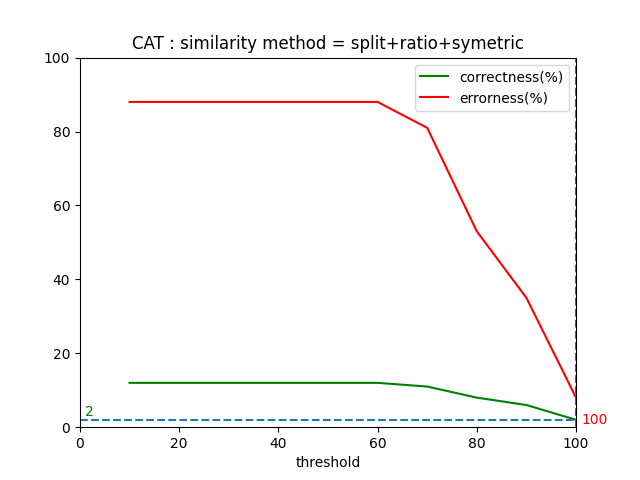 CAT : similarity method = split+ratio+symetric
correctness(%)
errorness(%)
100
80
60
40
20
0
2
100
0 20 40 60 80 100
threshold